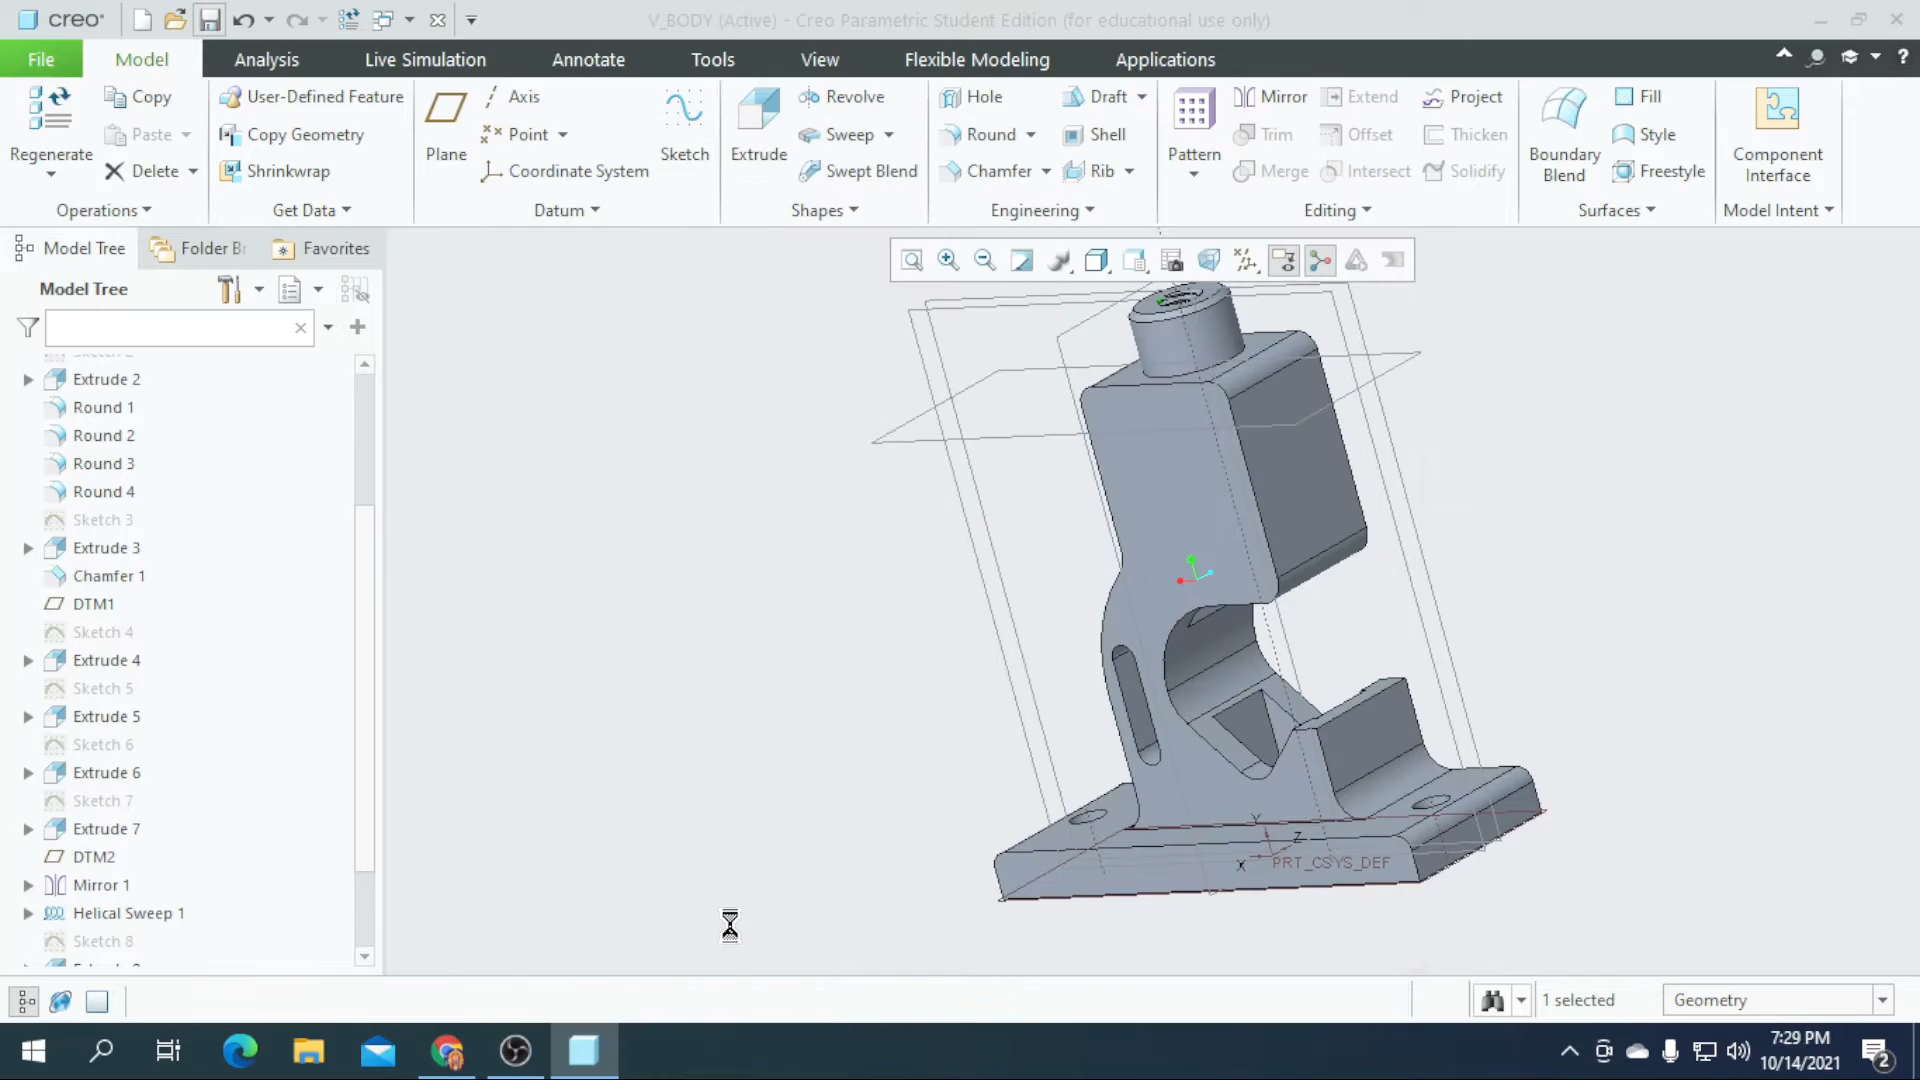 creo
V_BODY (Active) - Creo Parametric Student Edition (for educational use only)
File
Model
Analysis
Live Simulation
Annotate
Tools
View
Flexible Modeling
Applications
?
Regenerate
Copy
Paste
Delete
Operations
User-Defined Feature
Copy Geometry
Shrinkwrap
Get Data
Plane
Axis
Point
Coordinate System
Sketch
Datum
Extrude
Revolve
Sweep
Swept Blend
Shapes
Hole
Round
Chamfer
Draft
Shell
Rib
Engineering
Pattern
Mirror
Trim
Merge
Extend
Offset
Intersect
Project
Thicken
Solidify
Editing
Boundary
Blend
Fill
Style
Freestyle
Surfaces
Component
Interface
Model Intent
Model Tree
Folder Br
Favorites
Model Tree
Extrude 2
Round 1
Round 2
Round 3
Round 4
Sketch 3
Extrude 3
Chamfer 1
DTM1
Sketch 4
Extrude 4
Sketch 5
Extrude 5
Sketch 6
Extrude 6
Sketch 7
Extrude 7
DTM2
Mirror 1
Helical Sweep 1
Sketch 8
Y
Z
X
PRT_CSYS_DEF
1 selected
Geometry
7:29 PM
10/14/2021
2